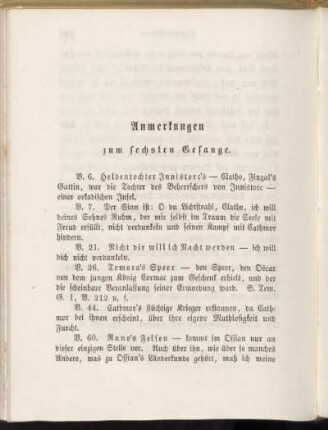 Anmerkungen
zum sechsten Gesange.
V. 6. Heldentochter Innistorc's — Clatho, Fingal's
Gattin, war die Tochter des Beherrschers von Innistore —
einer orkadischen Insel.
V. 7. Der Sinn ist: O du Lichtstrahl, Clatho, ich will
deines Sohnes Ruhm, der mir selbst im Traum die Seele mit
Freud erfüllt, nicht verdunkeln und seinen Kampf mit Cathmor
hindern.
V. 21. Nicht dir will ich Nacht werden — ich will
dich nicht verdunkeln.
V. 26. Temora's Speer — den Speer, den Oscar
von dem jungen König Cormac zum Geschenk erhielt, und der
die scheinbare Veranlassung seiner Ermordung ward. S. Tem.
G. 1, V. 212 u. f.
V. 44. Cathmor's flüchtige Krieger erstaunen, da Cath-
mor bei ihnen erscheint, über ihre eigene Muthlosigkeit und
Furcht.
V. 60. Runo's Felsen — kommt im Ossian nur an
dieser einzigen Stelle vor. Auch über ihn, wie über so manches
Andere, was zu Ossian's Länderkunde gehört, muß ich meine